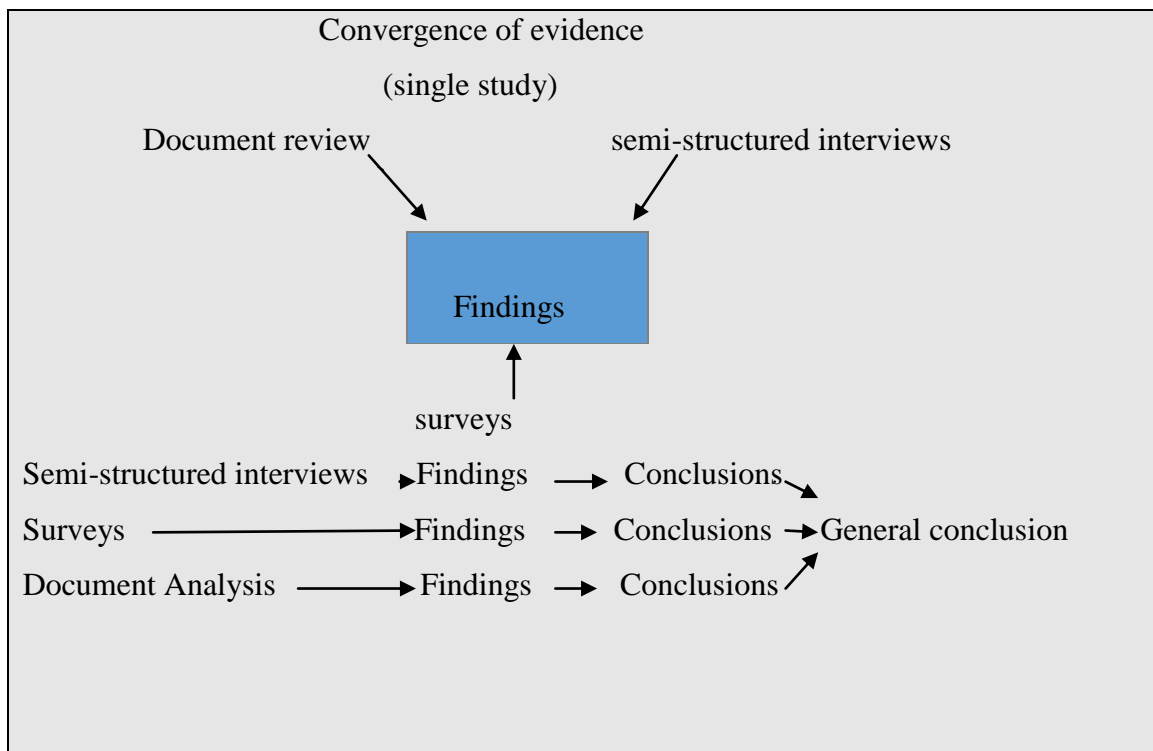 Convergence of evidence
(single study)
Document review semi-structured interviews
Findings
surveys
Semi-structured interviews Findings Conclusions
Surveys Findings Conclusions General conclusion
Document Analysis Findings Conclusions